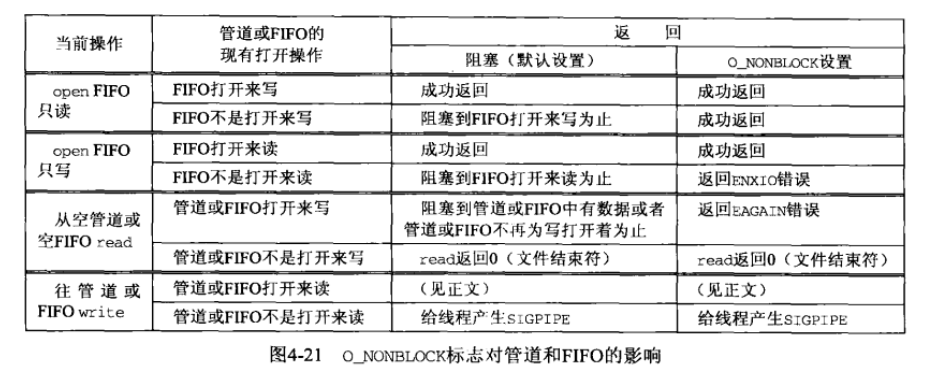 当前操作 管道或FIFO的现有打开操作 返 回
阻塞（默认设置） O_NONBLOCK设置
open FIFO只读 FIFO打开来写 成功返回 成功返回
FIFO不是打开来写 阻塞到FIFO打开来写为止 成功返回
open FIFO只写 FIFO打开来读 成功返回 成功返回
FIFO不是打开来读 阻塞到FIFO打开来读为止 返回ENXIO错误
从空管道或空FIFO read 管道或FIFO打开来写 阻塞到管道或FIFO中有数据或者管道或FIFO不再为写打开着为止 返回EAGAIN错误
管道或FIFO不是打开来写 read返回0（文件结束符） read返回0（文件结束符）
往管道或FIFO write 管道或FIFO打开来读 （见正文） （见正文）
管道或FIFO不是打开来读 给线程产生SIGPIPE 给线程产生SIGPIPE
图4-21 O_NONBLOCK标志对管道和FIFO的影响